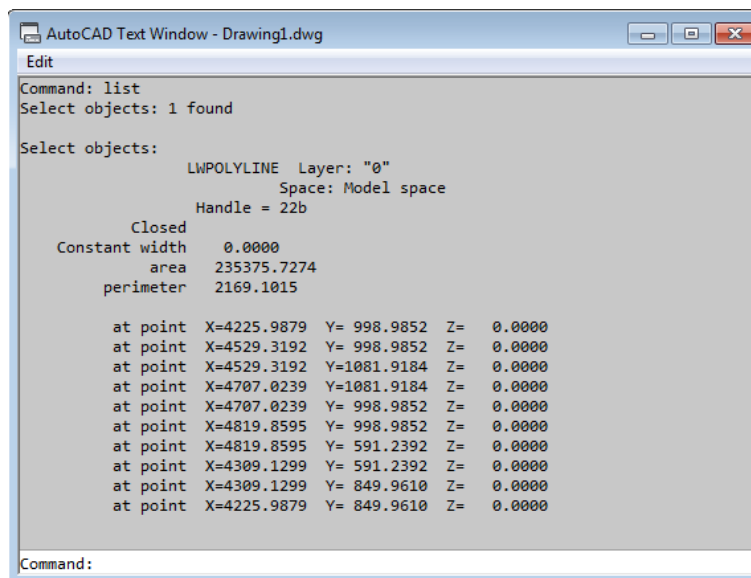 AutoCAD Text Window - Drawing1.dwg
Edit
Command: list
Select objects: 1 found
Select objects:
LWPOLYLINE  Layer: "0"
Space: Model space
Handle = 22b
Closed
Constant width    0.0000
area   235375.7274
perimeter   2169.1015
at point  X=4225.9879  Y= 998.9852  Z=   0.0000
at point  X=4529.3192  Y= 998.9852  Z=   0.0000
at point  X=4529.3192  Y=1081.9184  Z=   0.0000
at point  X=4707.0239  Y=1081.9184  Z=   0.0000
at point  X=4707.0239  Y= 998.9852  Z=   0.0000
at point  X=4819.8595  Y= 998.9852  Z=   0.0000
at point  X=4819.8595  Y= 591.2392  Z=   0.0000
at point  X=4309.1299  Y= 591.2392  Z=   0.0000
at point  X=4309.1299  Y= 849.9610  Z=   0.0000
at point  X=4225.9879  Y= 849.9610  Z=   0.0000
Command: